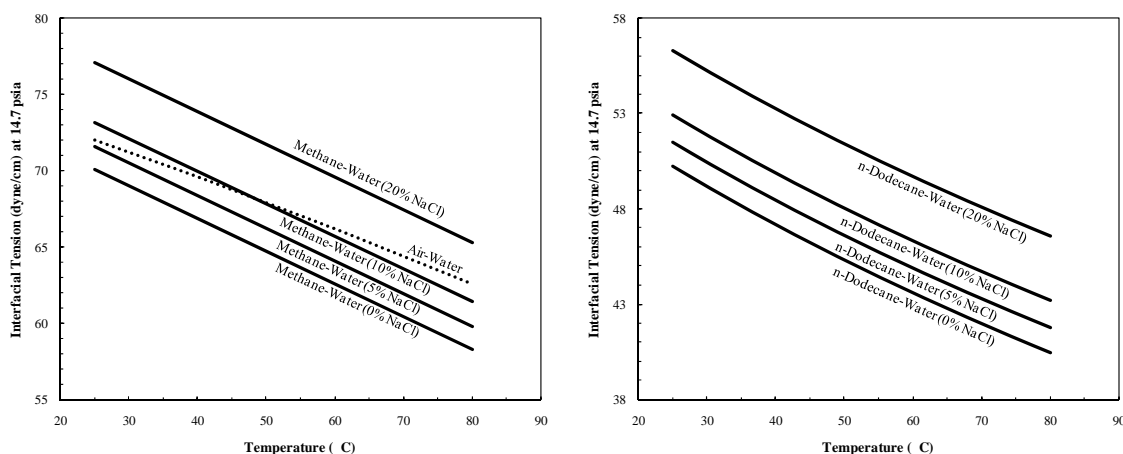 Interfacial Tension (dyne/cm) at 14.7 psia
80
75
70
65
60
55
20 30 40 50 60 70 80 90
Temperature ( C)
Methane-Water (20% NaCl)
Air-Water
Methane-Water (10% NaCl)
Methane-Water (5% NaCl)
Methane-Water (0% NaCl)
Interfacial Tension (dyne/cm) at 14.7 psia
58
53
48
43
38
20 30 40 50 60 70 80 90
Temperature ( C)
n-Dodecane-Water (20% NaCl)
n-Dodecane-Water (10% NaCl)
n-Dodecane-Water (5% NaCl)
n-Dodecane-Water (0% NaCl)